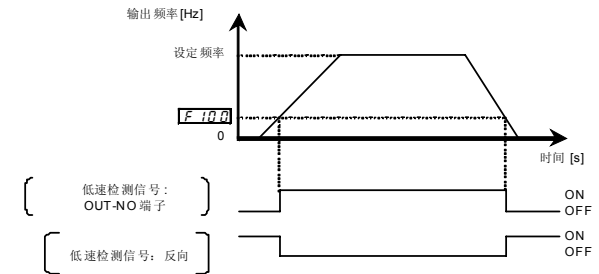 输出频率[Hz]
设定频率
F 100
0
时间 [s]
低速检测信号:
OUT-NO 端子
ON
OFF
低速检测信号：反向
ON
OFF